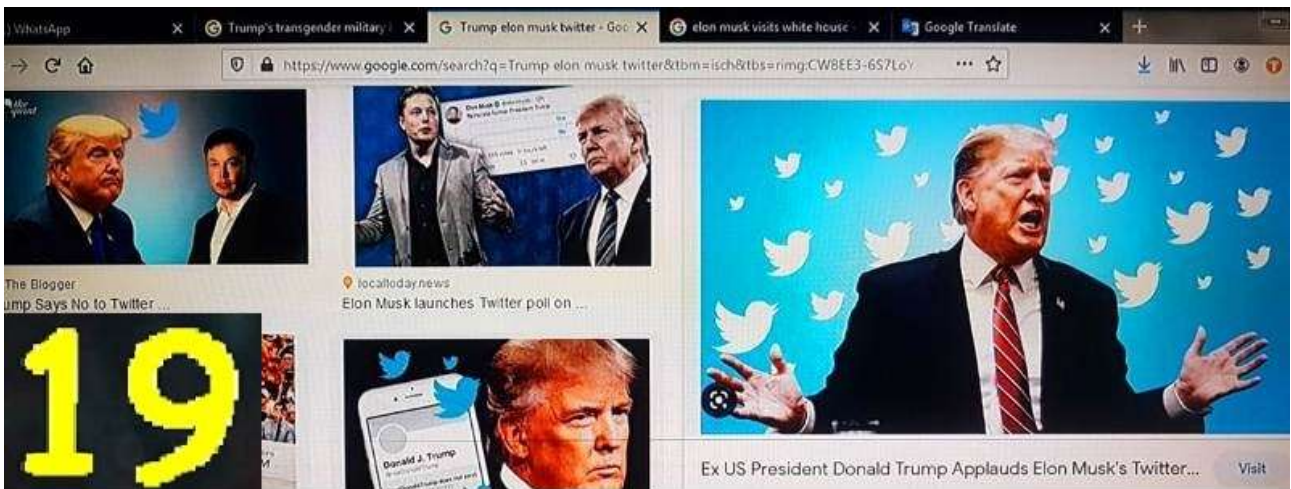 WhatsApp
Trump's transgender military
Trump elon musk twitter - Goo
elon musk visits white house -
Google Translate
https://www.google.com/search?q=Trump elon musk twitter&tbm=isch&tbs=rimg:CW8EE3-6S7LoY
the
Elon Musk
The Blogger
ump Says No to Twitter ...
localtoday.news
Elon Musk launches Twitter poll on ...
19
Donald J. Trump
Ex US President Donald Trump Applauds Elon Musk's Twitter...
Visit